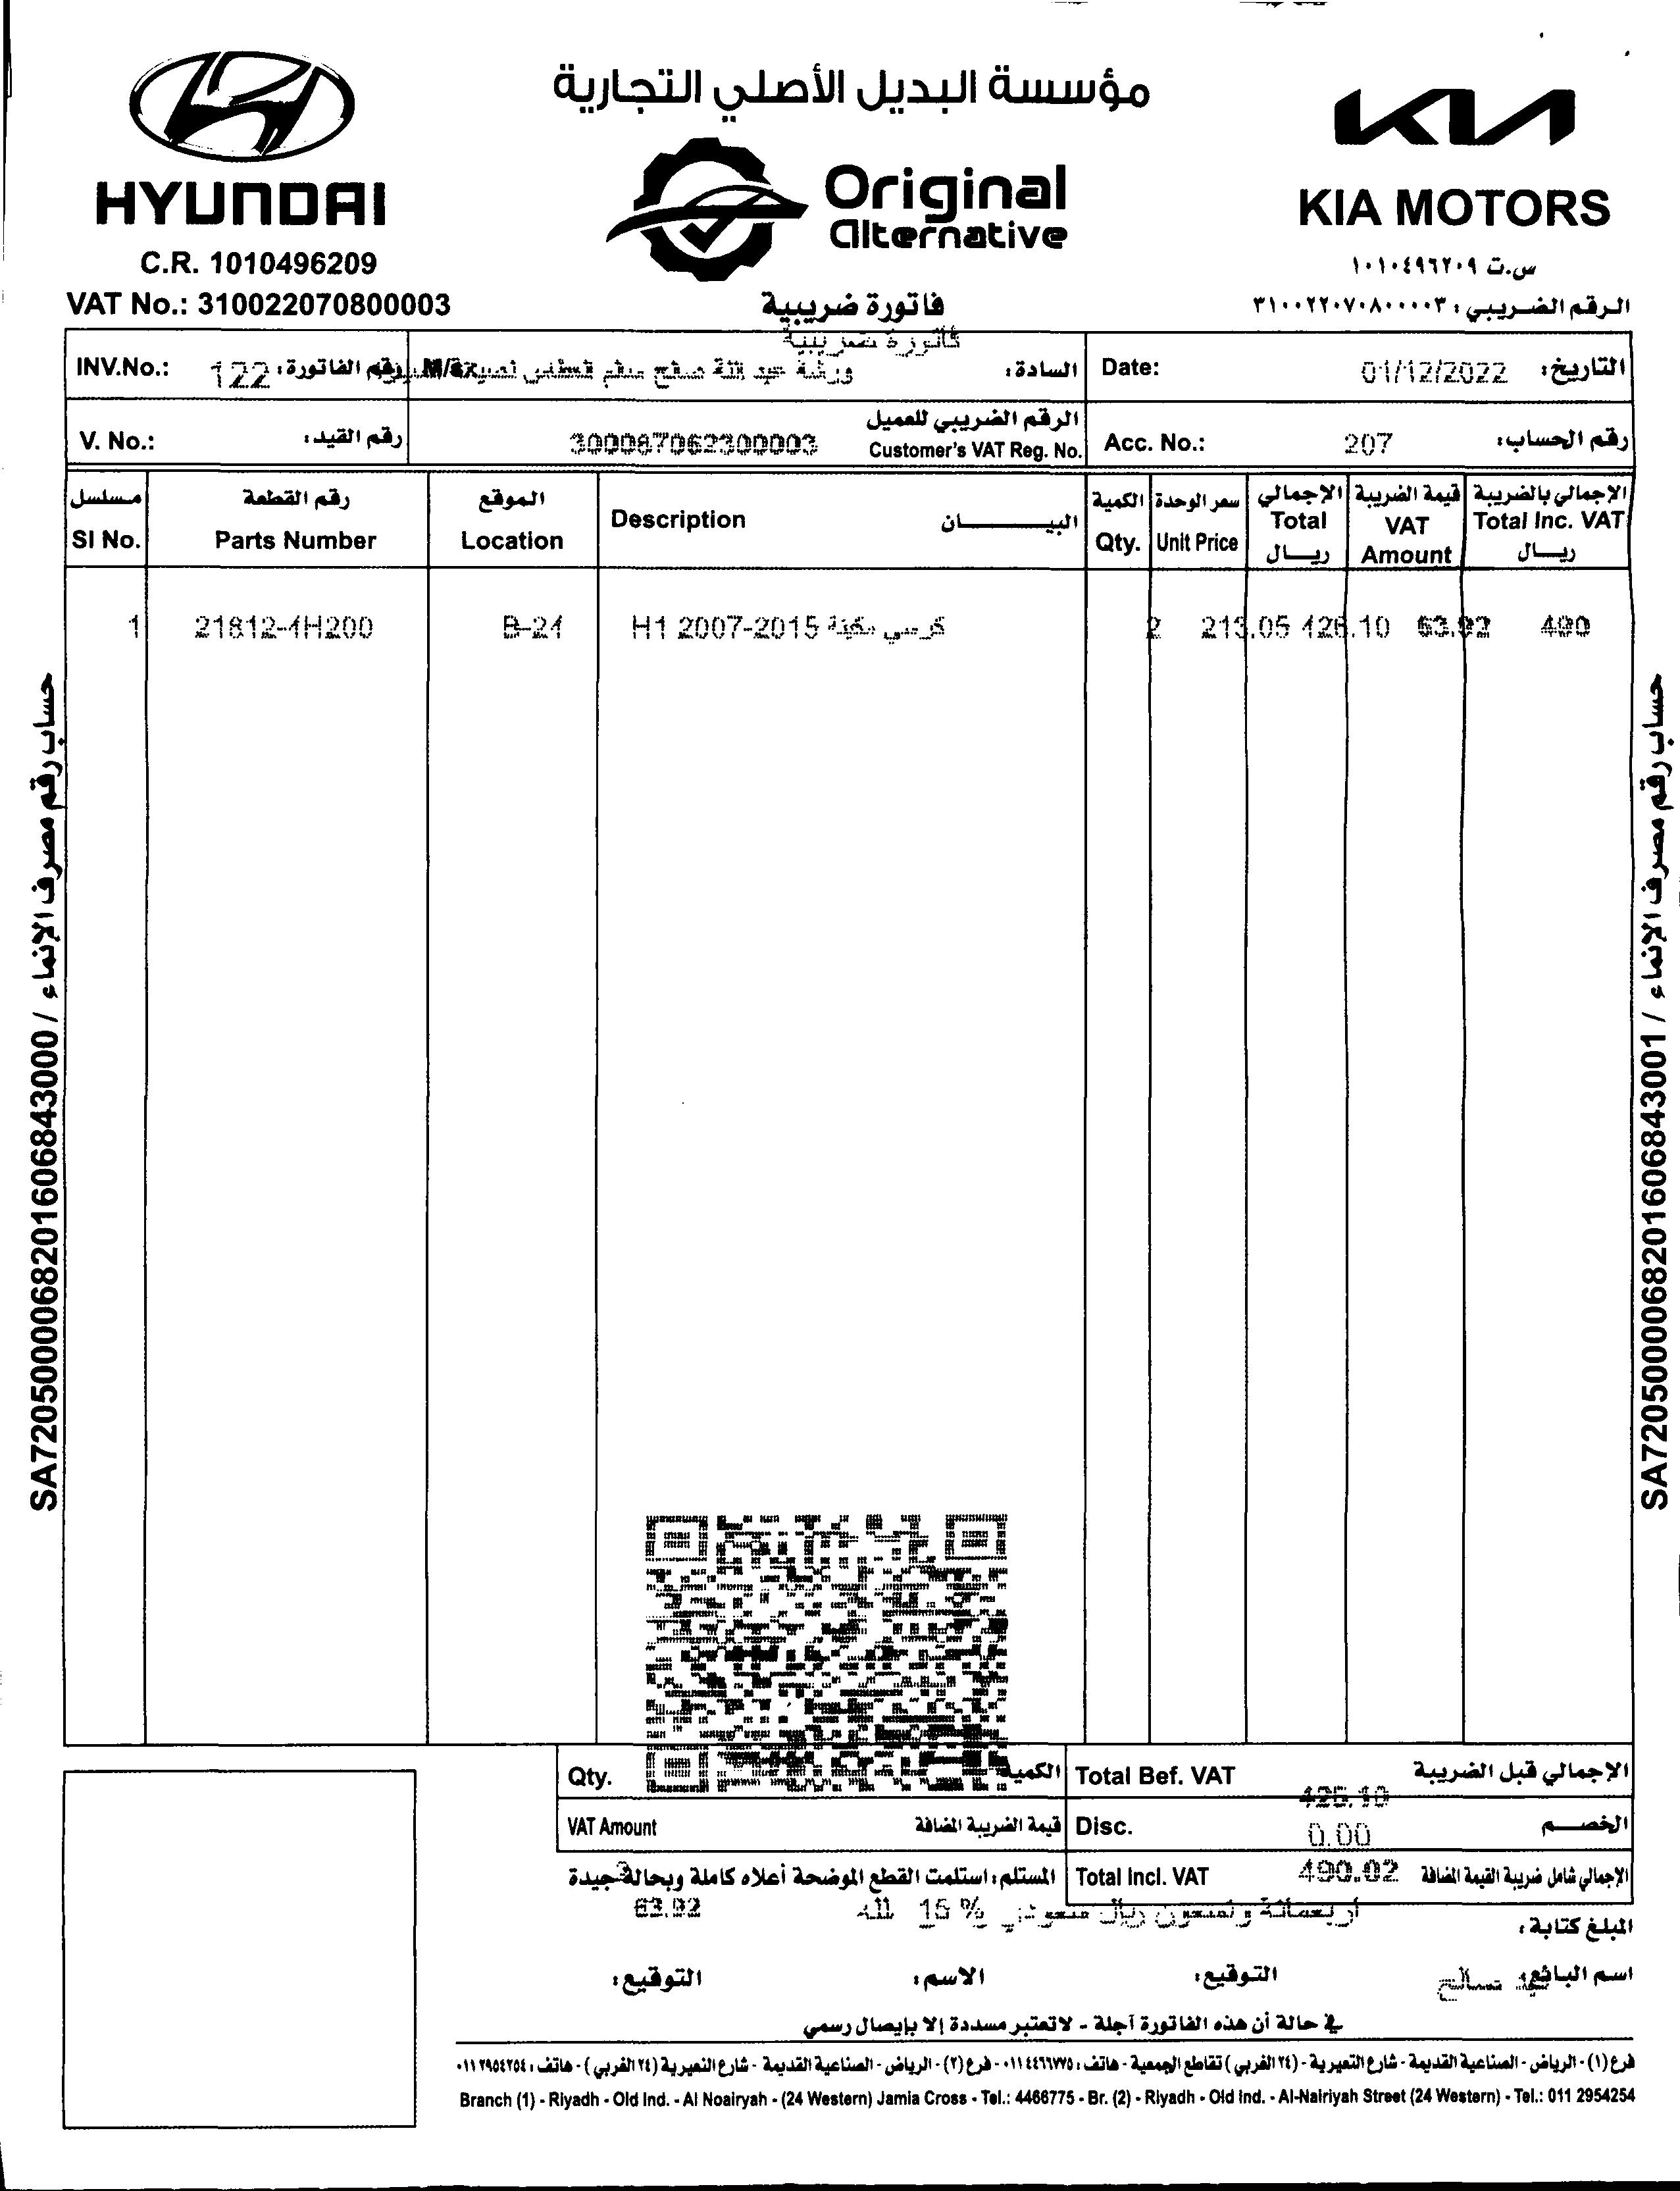 مؤسسة البديل الأصلي التجارية
HYUNDAI
Original
alternative
KIA
KIA MOTORS
C.R. 1010496209
س.ت ١٠١٠٤٩٦٢٠٩
VAT No.: 310022070800003
فاتورة ضريبية
الرقم الضريبي : ٣١٠٠٢٢٠٧٠٨٠٠٠٠٣
فاتورة ضريبية
INV.No.: 122 رقم الفاتورة:
M/s ورشة عبد الله صالح سالم السادة:
Date: 01/12/2022 التاريخ:
V. No.: رقم القيد:
300087062300003 الرقم الضريبي للعميل
Customer's VAT Reg. No.
Acc. No.: 207 رقم الحساب:
مسلسل رقم القطعة الموقع البيــــــان الكمية سعر الوحدة الإجمالي قيمة الضريبة الإجمالي بالضريبة
SI No. Parts Number Location Description Qty. Unit Price Total ريـال VAT Amount Total Inc. VAT ريـال
1 21812-4H200 B-24 H1 2007-2015 كرسي مكينة 2 213.05 426.10 63.92 490
حساب رقم مصرف الإنماء / SA7205000068201606843000
حساب رقم مصرف الإنماء / SA7205000068201606843001
Qty. الكمية
Total Bef. VAT 426.10 الإجمالي قبل الضريبة
VAT Amount قيمة الضريبة المضافة
Disc. 0.00 الخصــم
المستلم: استلمت القطع الموضحة أعلاه كاملة وبحالة جيدة
Total Incl. VAT 490.02 الإجمالي شامل ضريبة القيمة المضافة
63.92 15 % أربعمائة وتسعون ريال سعودي
المبلغ كتابة:
اسم البائع: صالح التوقيع: الاسم: التوقيع:
في حالة أن هذه الفاتورة آجلة - لاتعتبر مسددة إلا بإيصال رسمي
فرع (١) - الرياض - الصناعية القديمة - شارع النعيرية - (٢٤ الغربي) تقاطع الجمعية - هاتف: ٠١١٤٤٦٦٧٧٥ - فرع (٢) - الرياض - الصناعية القديمة - شارع النعيرية (٢٤ الغربي) - هاتف: ٠١١٢٩٥٤٢٥٤
Branch (1) - Riyadh - Old Ind. - Al Noairyah - (24 Western) Jamia Cross - Tel.: 4466775 - Br. (2) - Riyadh - Old Ind. - Al-Nairiyah Street (24 Western) - Tel.: 011 2954254